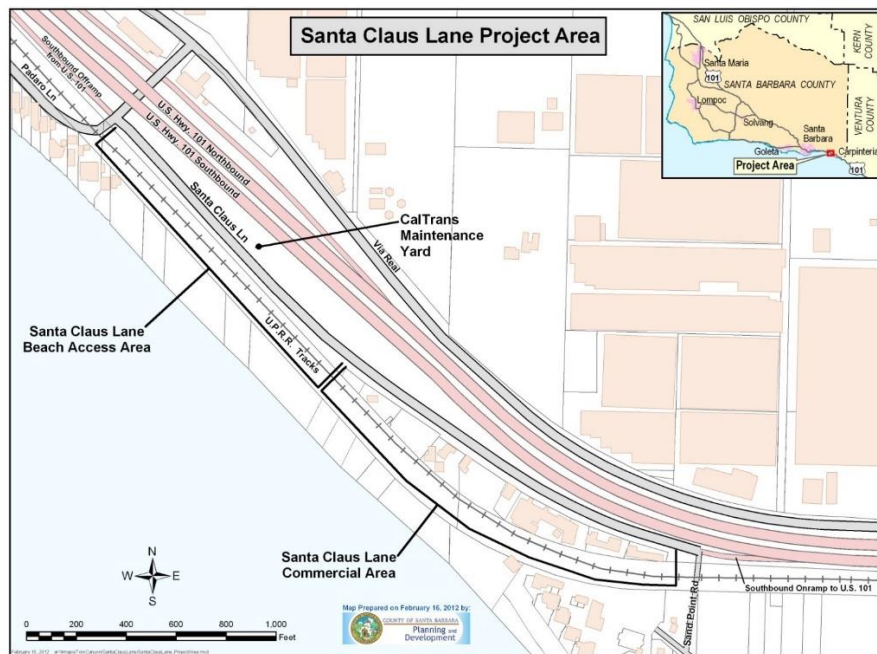 Santa Claus Lane Project Area
SAN LUIS OBISPO COUNTY
KERN
COUNTY
Santa Maria
101
SANTA BARBARA COUNTY
Lompoc
Solvang
Santa
Barbara
Goleta
Carpinteria
VENTURA
COUNTY
Project Area
101
Southbound Offramp
from U.S. 101
Padaro Ln
U.S. Hwy. 101 Northbound
U.S. Hwy. 101 Southbound
Santa Claus Ln
CalTrans
Maintenance
Yard
Via Real
Santa Claus Lane
Beach Access Area
U.P.R.R. Tracks
Santa Claus Lane
Commercial Area
Southbound Onramp to U.S. 101
Sand Point Rd
N
W E
S
Map Prepared on February 16, 2012 by:
COUNTY OF SANTA BARBARA
Planning and
Development
0 100 200 400 600 800 1,000
Feet
February 16, 2012